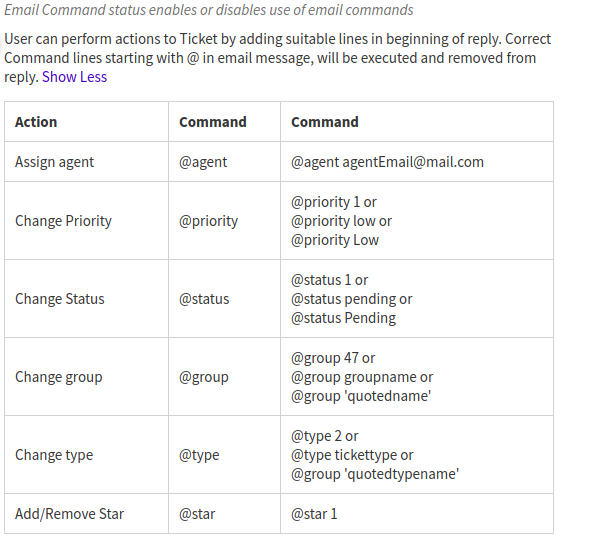 Email Command status enables or disables use of email commands
User can perform actions to Ticket by adding suitable lines in beginning of reply. Correct
Command lines starting with @ in email message, will be executed and removed from
reply. Show Less
Action Command Command
Assign agent @agent @agent agentEmail@mail.com
Change Priority @priority @priority 1 or
@priority low or
@priority Low
Change Status @status @status 1 or
@status pending or
@status Pending
Change group @group @group 47 or
@group groupname or
@group 'quotedname'
Change type @type @type 2 or
@type tickettype or
@group 'quotedtypename'
Add/Remove Star @star @star 1